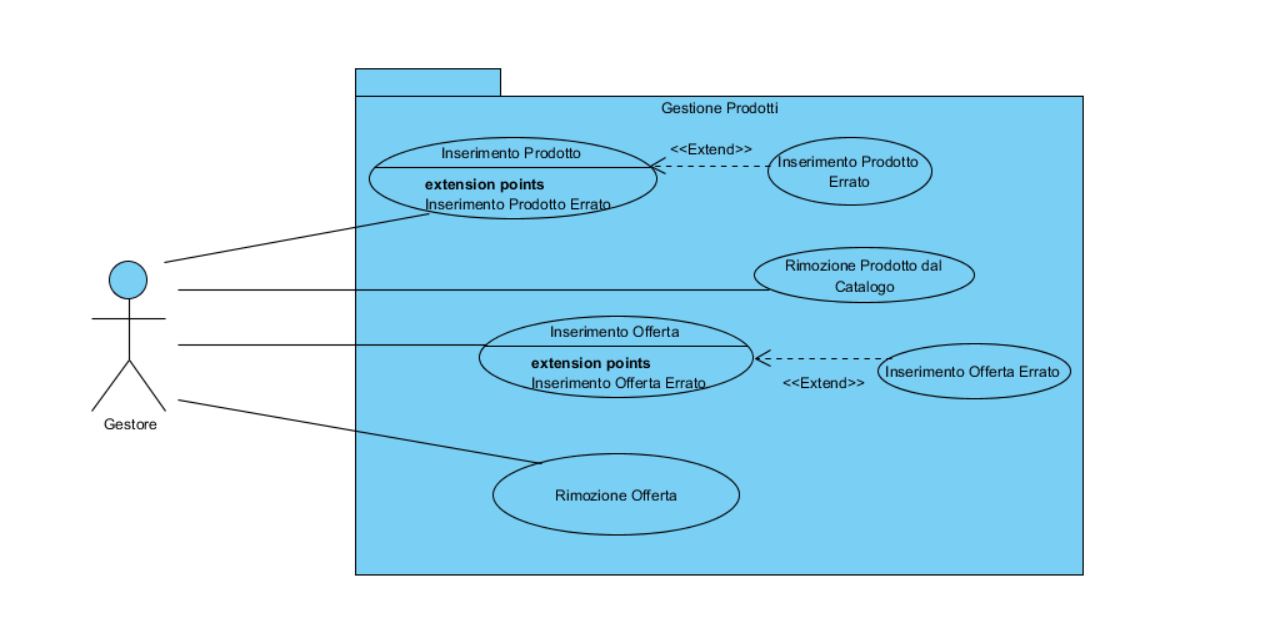 Gestione Prodotti
Inserimento Prodotto
extension points
Inserimento Prodotto Errato
<<Extend>>
Inserimento Prodotto
Errato
Rimozione Prodotto dal
Catalogo
Inserimento Offerta
extension points
Inserimento Offerta Errato
<<Extend>>
Inserimento Offerta Errato
Gestore
Rimozione Offerta